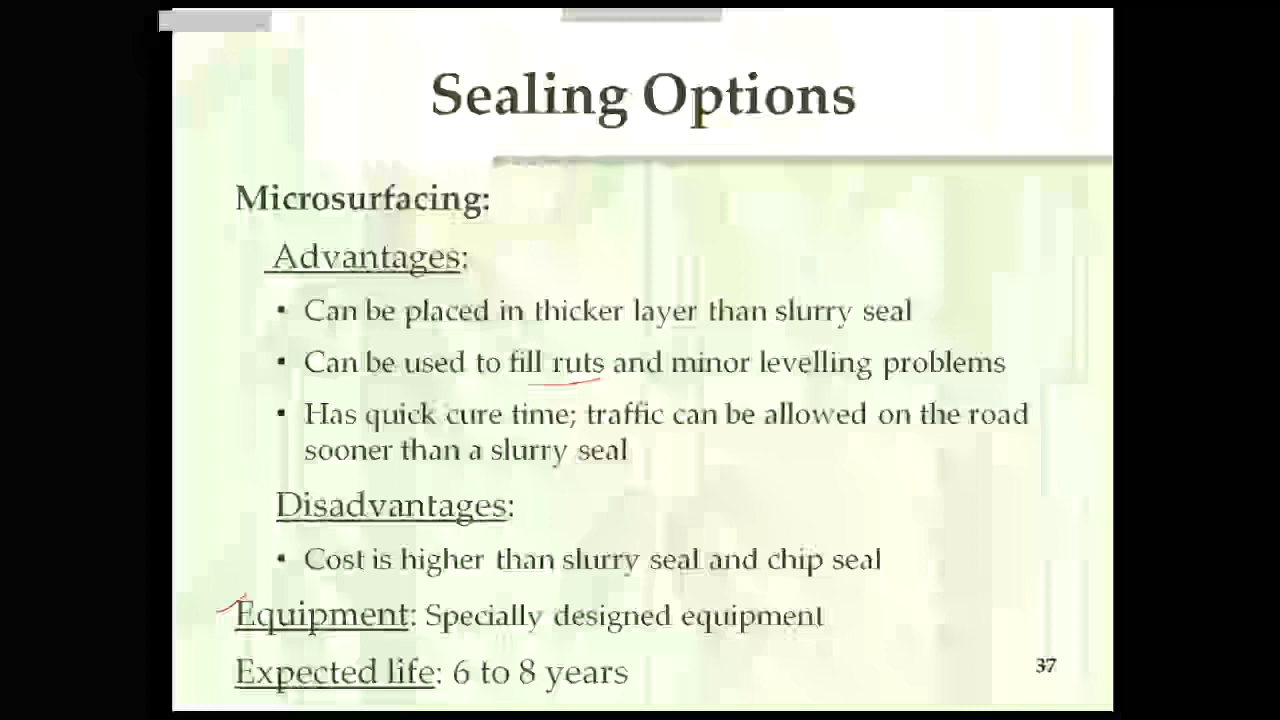 Sealing Options
Microsurfacing:
Advantages:
▪ Can be placed in thicker layer than slurry seal
▪ Can be used to fill ruts and minor levelling problems
▪ Has quick cure time; traffic can be allowed on the road
sooner than a slurry seal
Disadvantages:
▪ Cost is higher than slurry seal and chip seal
Equipment: Specially designed equipment
Expected life: 6 to 8 years
37